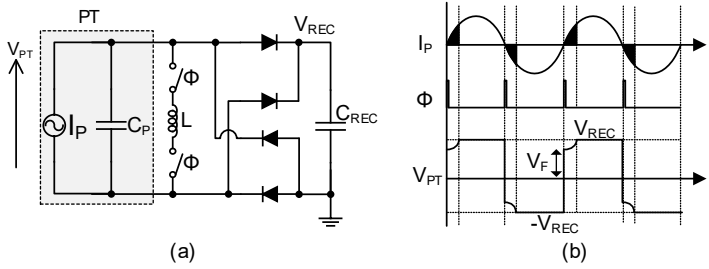 PT
V_PT
I_P
C_P
Φ
L
Φ
V_REC
C_REC
(a)
I_P
Φ
V_REC
V_F
V_PT
-V_REC
(b)